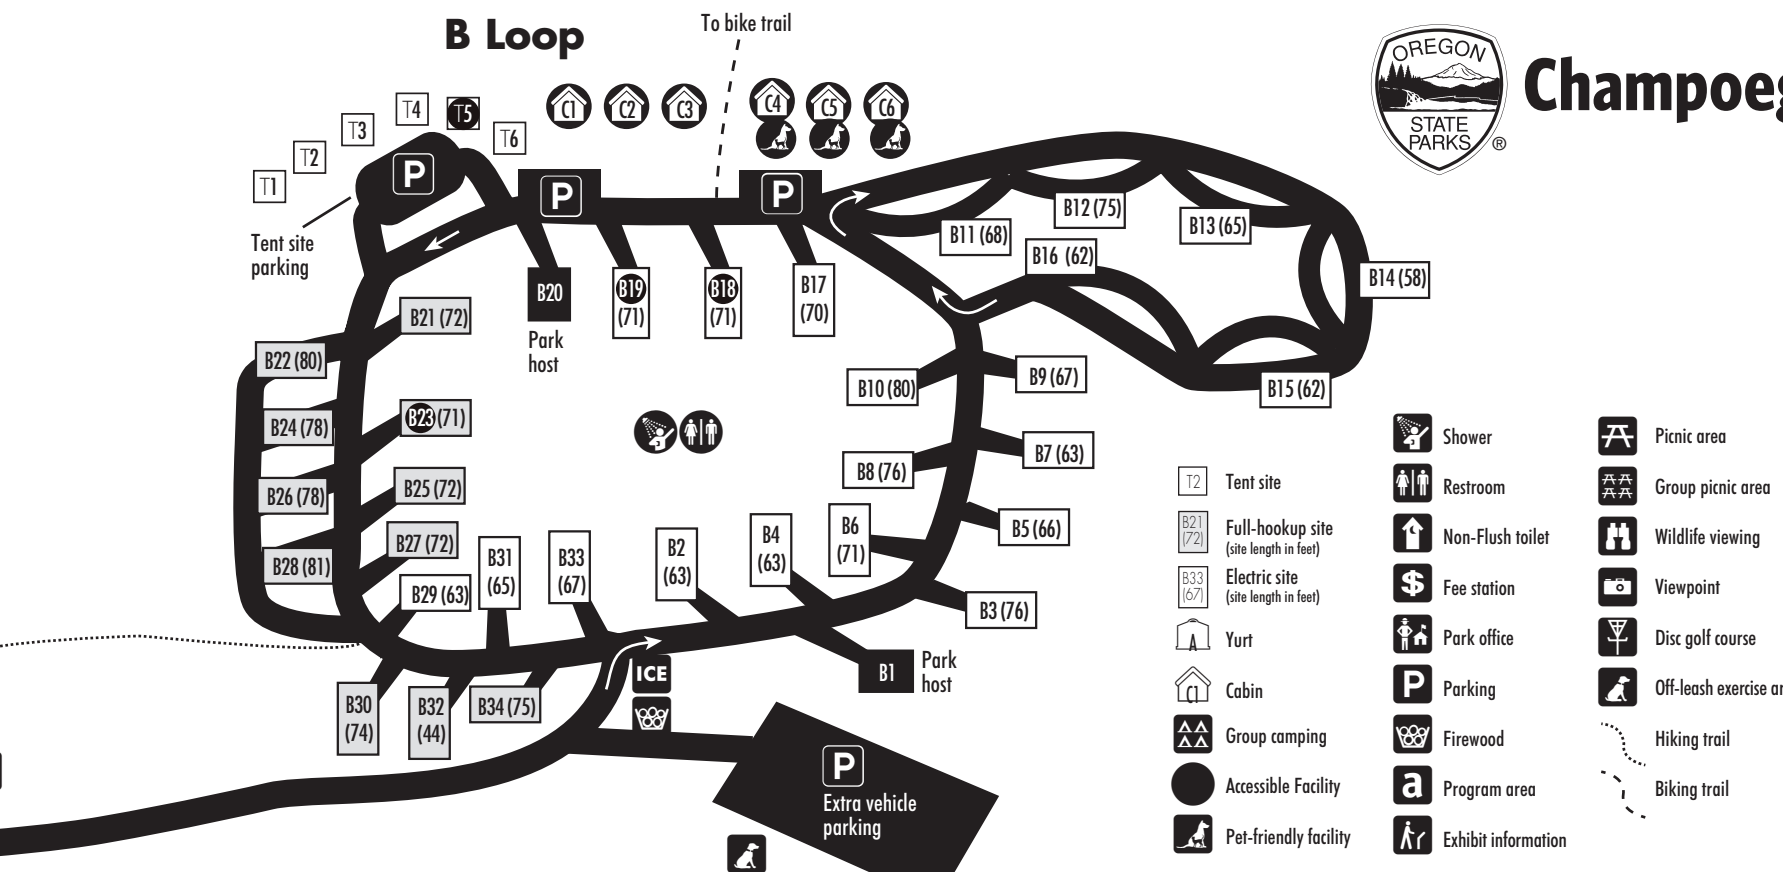 B Loop
To bike trail
OREGON
STATE
PARKS
®
Champoeg
T1
T2
T3
T4
T5
T6
C1
C2
C3
C4
C5
C6
P
P
P
Tent site
parking
B11 (68)
B12 (75)
B13 (65)
B14 (58)
B15 (62)
B16 (62)
B17
(70)
B18
(71)
B19
(71)
B20
Park
host
B21 (72)
B22 (80)
B23 (71)
B24 (78)
B25 (72)
B26 (78)
B27 (72)
B28 (81)
B29 (63)
B31
(65)
B33
(67)
B2
(63)
B4
(63)
B6
(71)
B8 (76)
B10 (80)
B9 (67)
B7 (63)
B5 (66)
B3 (76)
B1
Park
host
B30
(74)
B32
(44)
B34 (75)
ICE
P
Extra vehicle
parking
T2
Tent site
B21
(72)
Full-hookup site
(site length in feet)
B33
(67)
Electric site
(site length in feet)
A
Yurt
C1
Cabin
Group camping
Accessible Facility
Pet-friendly facility
Shower
Restroom
Non-Flush toilet
$
Fee station
Park office
P
Parking
Firewood
a
Program area
Exhibit information
Picnic area
Group picnic area
Wildlife viewing
Viewpoint
Disc golf course
Off-leash exercise ar
Hiking trail
Biking trail